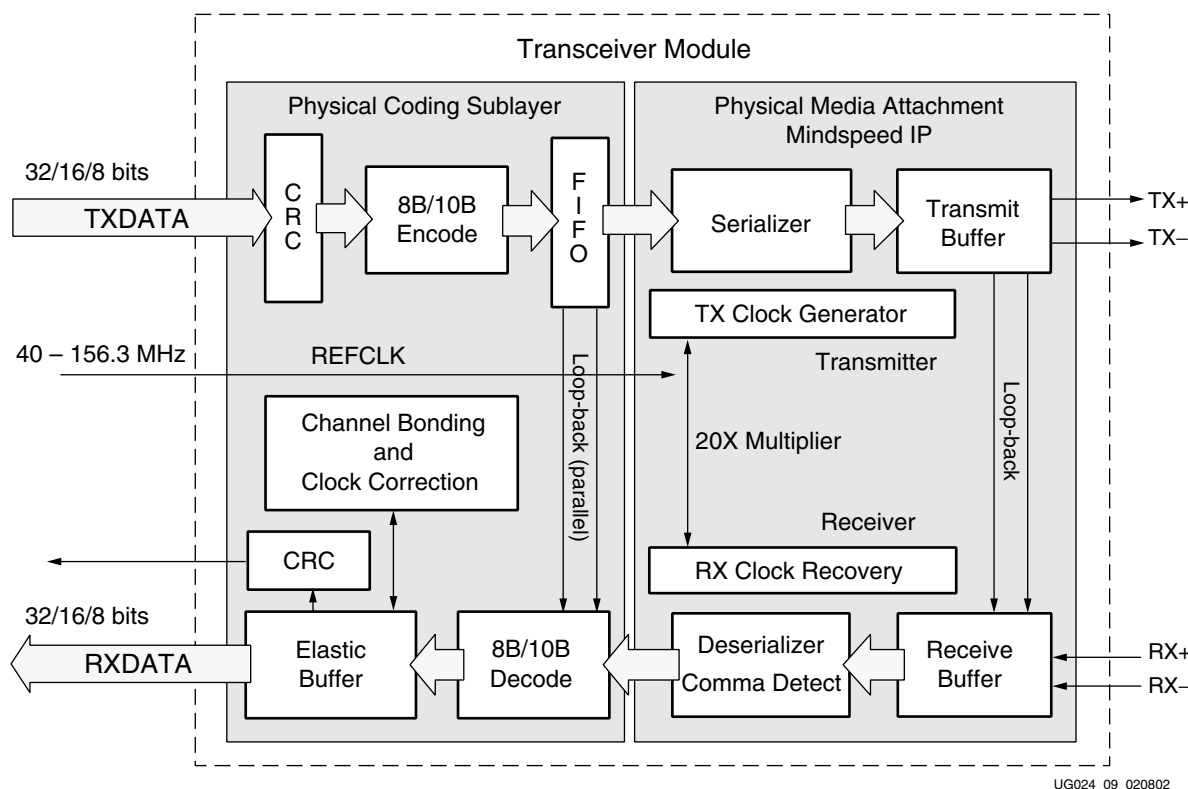 Transceiver Module
Physical Coding Sublayer
Physical Media Attachment
Mindspeed IP
32/16/8 bits
TXDATA
C
R
C
8B/10B
Encode
F
I
F
O
Serializer
Transmit
Buffer
TX+
TX–
TX Clock Generator
40 – 156.3 MHz
REFCLK
Transmitter
Loop-back (parallel)
Loop-back
Channel Bonding
and
Clock Correction
20X Multiplier
Receiver
CRC
RX Clock Recovery
32/16/8 bits
RXDATA
Elastic
Buffer
8B/10B
Decode
Deserializer
Comma Detect
Receive
Buffer
RX+
RX–
UG024_09_020802